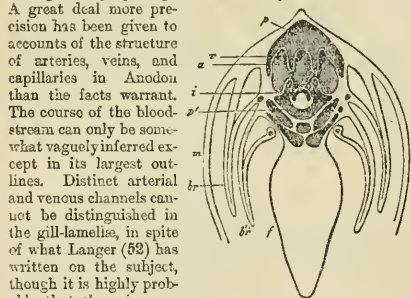 A great deal more pre-
cision has been given to
accounts of the structure
of arteries, veins, and
capillaries in Anodon
than the facts warrant.
The course of the blood-
stream can only be some-
what vaguely inferred ex-
cept in its largest out-
lines. Distinct arterial
and venous channels can-
not be distinguished in
the gill-lamellæ, in spite
of what Langer (52) has
written on the subject,
though it is highly prob-
p
r
a
i
p'
m
br
b'r
f